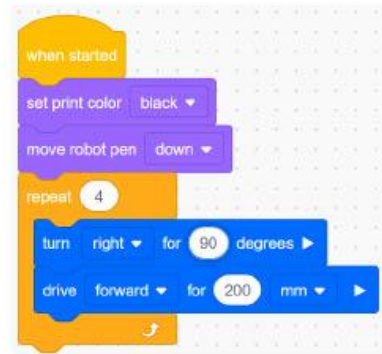 when started
set print color black
move robot pen down
repeat 4
turn right for 90 degrees
drive forward for 200 mm